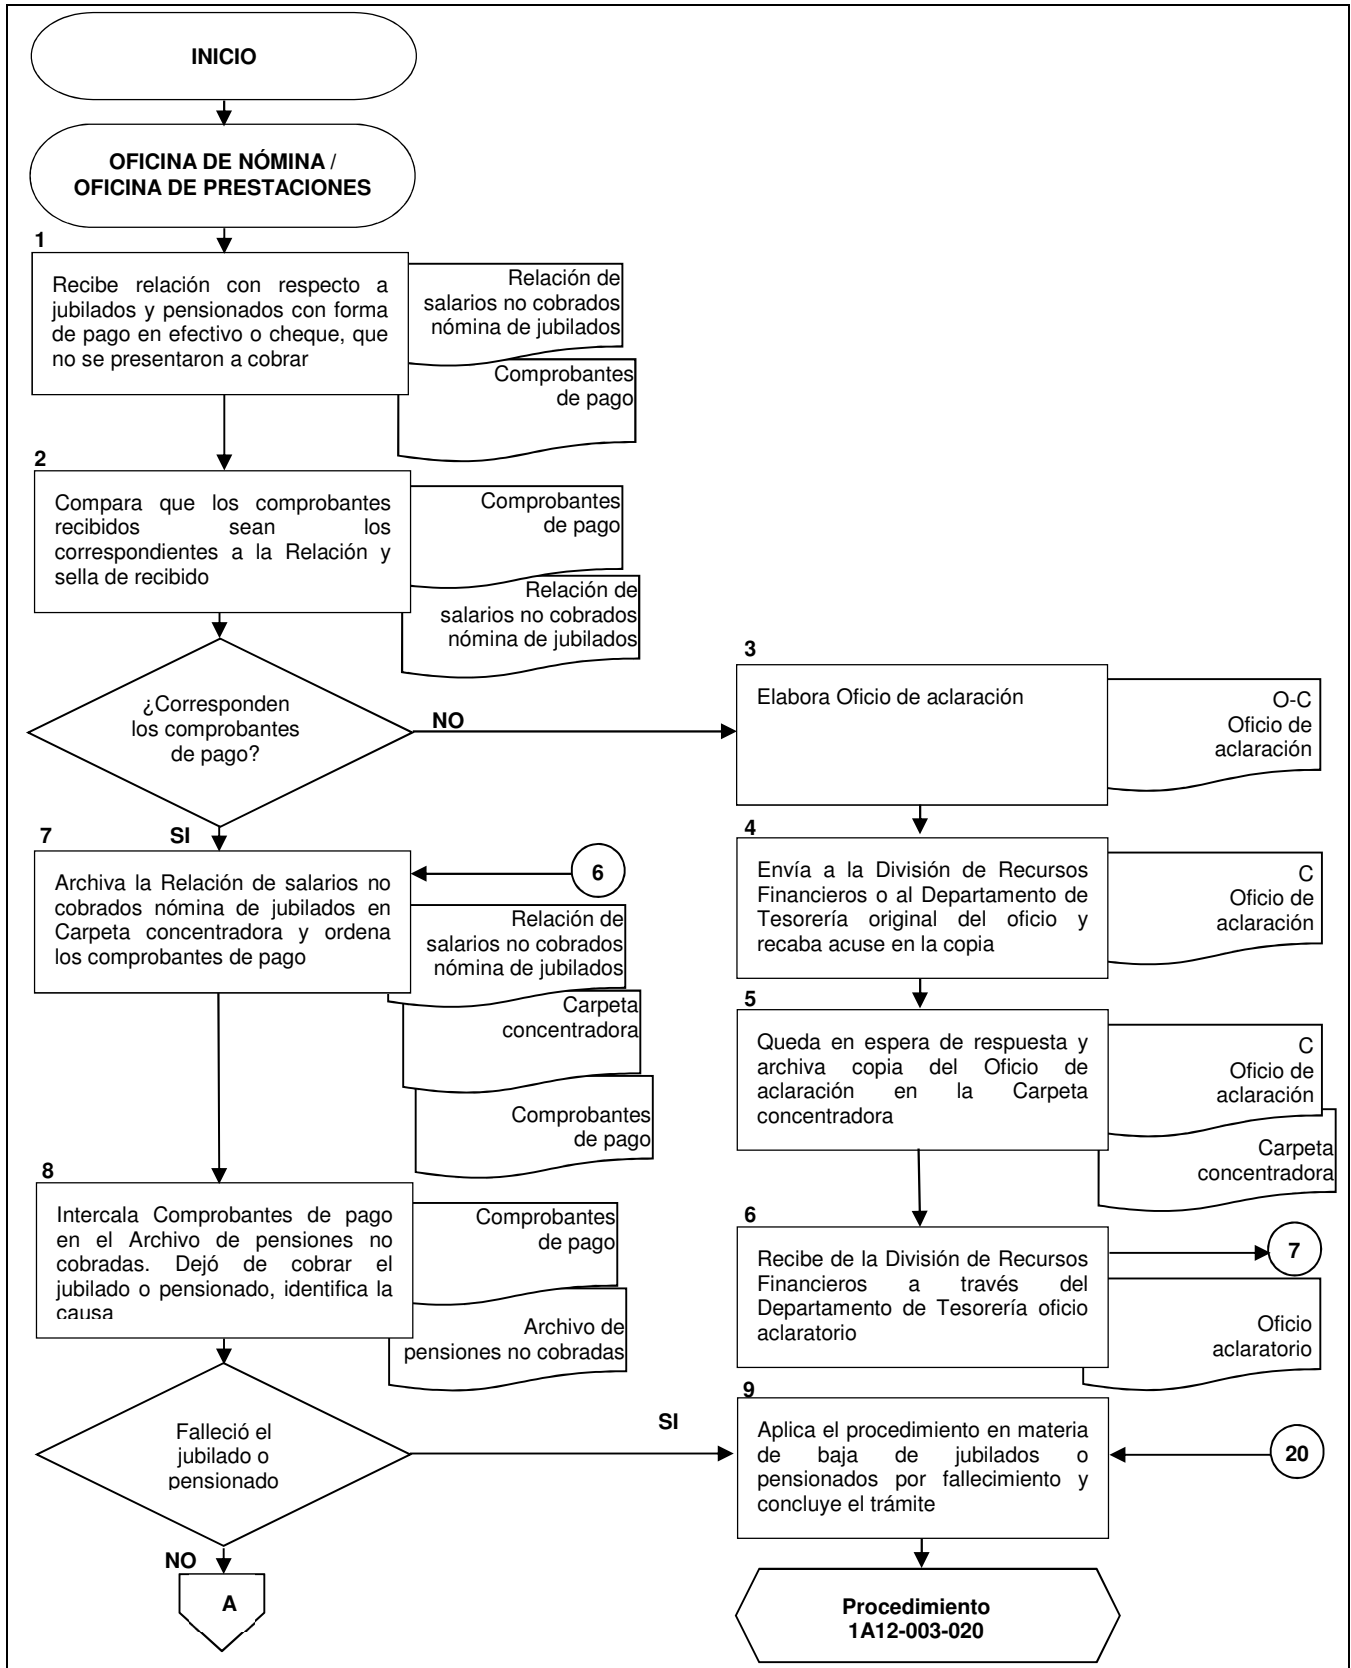 INICIO
OFICINA DE NÓMINA /
OFICINA DE PRESTACIONES
1
Recibe relación con respecto a
jubilados y pensionados con forma
de pago en efectivo o cheque, que
no se presentaron a cobrar
Relación de
salarios no cobrados
nómina de jubilados
Comprobantes
de pago
2
Compara que los comprobantes
recibidos sean los
correspondientes a la Relación y
sella de recibido
Comprobantes
de pago
Relación de
salarios no cobrados
nómina de jubilados
¿Corresponden
los comprobantes
de pago?
NO
SI
3
Elabora Oficio de aclaración
O-C
Oficio de
aclaración
4
Envía a la División de Recursos
Financieros o al Departamento de
Tesorería original del oficio y
recaba acuse en la copia
C
Oficio de
aclaración
5
Queda en espera de respuesta y
archiva copia del Oficio de
aclaración en la Carpeta
concentradora
C
Oficio de
aclaración
Carpeta
concentradora
6
Recibe de la División de Recursos
Financieros a través del
Departamento de Tesorería oficio
aclaratorio
7
Oficio
aclaratorio
7
Archiva la Relación de salarios no
cobrados nómina de jubilados en
Carpeta concentradora y ordena
los comprobantes de pago
6
Relación de
salarios no cobrados
nómina de jubilados
Carpeta
concentradora
Comprobantes
de pago
8
Intercala Comprobantes de pago
en el Archivo de pensiones no
cobradas. Dejó de cobrar el
jubilado o pensionado, identifica la
causa
Comprobantes
de pago
Archivo de
pensiones no cobradas
Falleció el
jubilado o
pensionado
SI
NO
A
9
Aplica el procedimiento en materia
de baja de jubilados o
pensionados por fallecimiento y
concluye el trámite
20
Procedimiento
1A12-003-020